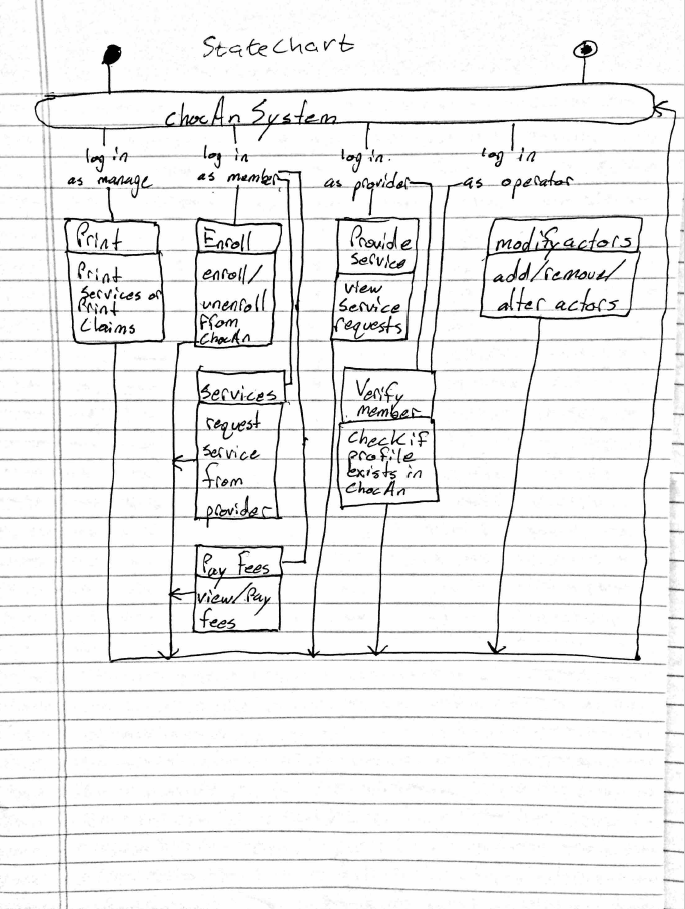 StateChart
chocAn System
log in
as manage
log in
as member
log in
as provider
log in
as operator
Print
Print
Services or
Print
Claims
Enroll
enroll/
unenroll
from
ChocAn
Services
request
service
from
provider
Pay Fees
view/Pay
fees
Provide
Service
view
service
requests
Verify
member
Check if
profile
exists in
ChocAn
modify actors
add/remove/
alter actors